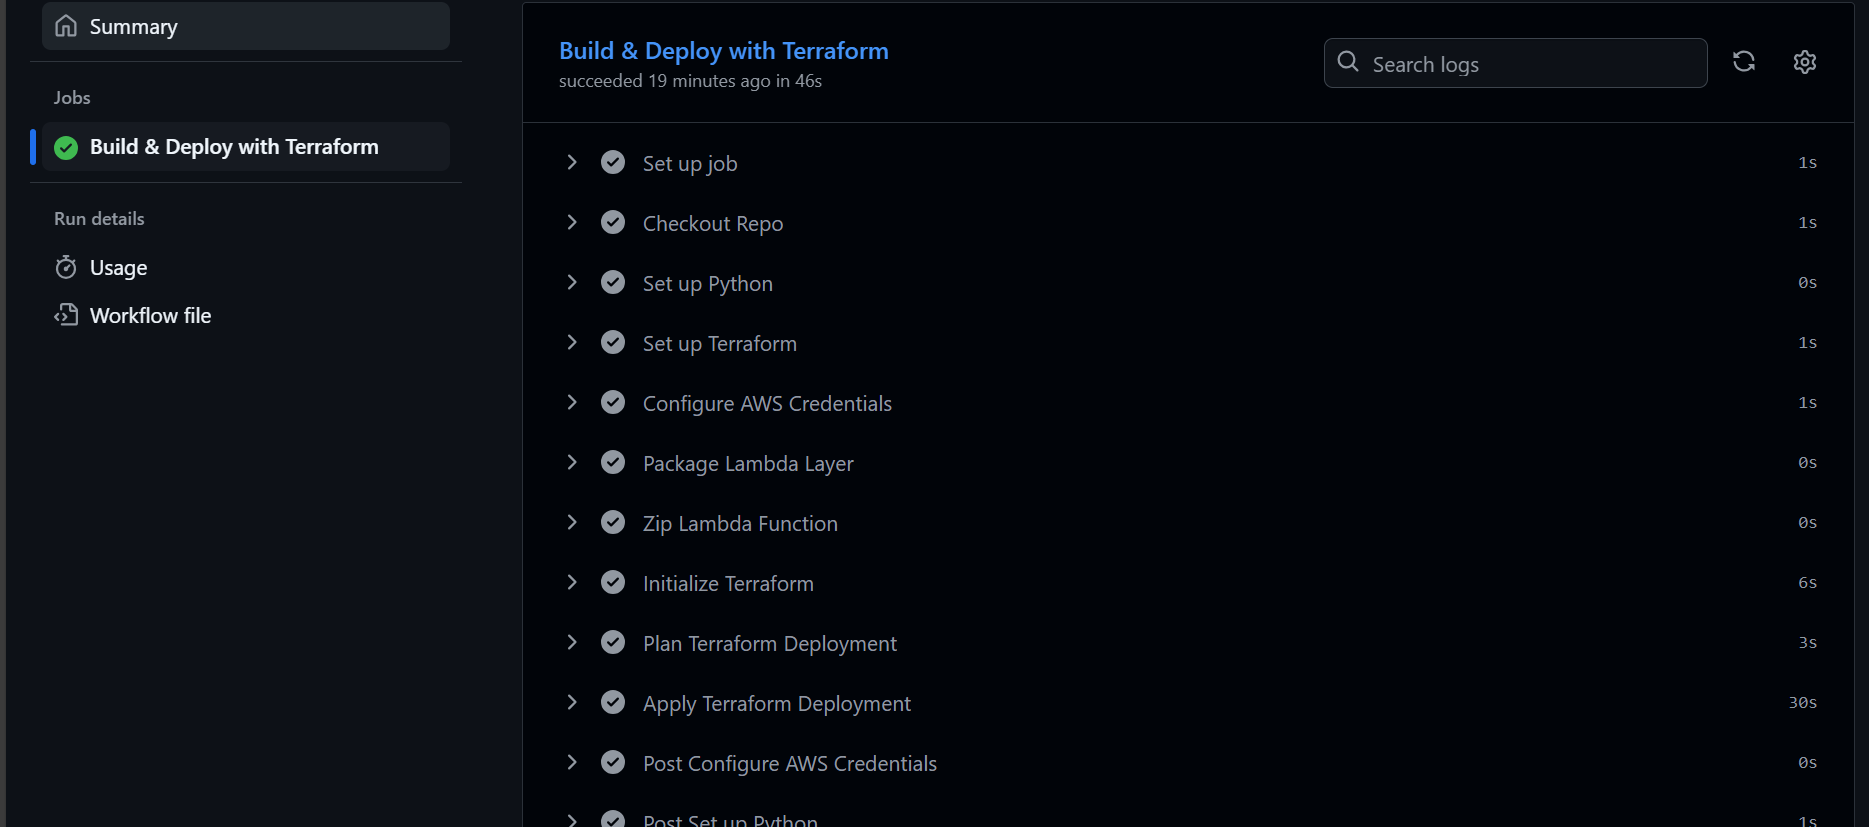 Summary
Jobs
Build & Deploy with Terraform
Run details
Usage
Workflow file
Build & Deploy with Terraform
succeeded 19 minutes ago in 46s
Search logs
Set up job 1s
Checkout Repo 1s
Set up Python 0s
Set up Terraform 1s
Configure AWS Credentials 1s
Package Lambda Layer 0s
Zip Lambda Function 0s
Initialize Terraform 6s
Plan Terraform Deployment 3s
Apply Terraform Deployment 30s
Post Configure AWS Credentials 0s
Post Set up Python 1s